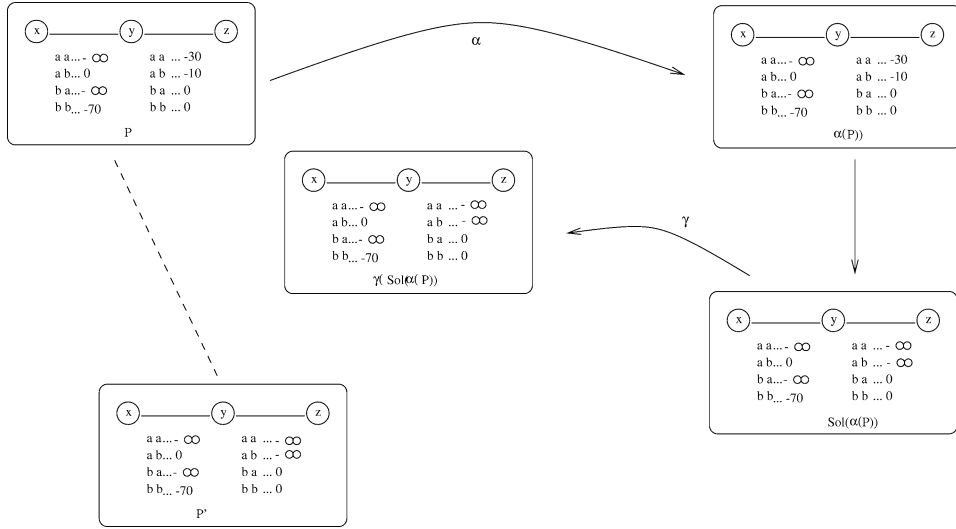 x y z
a a...- ∞ a a ... -30
a b... 0 a b ... -10
b a...- ∞ b a ... 0
b b... -70 b b ... 0
P
α
x y z
a a...- ∞ a a ... -30
a b... 0 a b ... -10
b a...- ∞ b a ... 0
b b... -70 b b ... 0
α(P))
x y z
a a...- ∞ a a ... - ∞
a b... 0 a b ... - ∞
b a...- ∞ b a ... 0
b b... -70 b b ... 0
γ( Sol(α( P))
γ
x y z
a a...- ∞ a a ... - ∞
a b... 0 a b ... - ∞
b a...- ∞ b a ... 0
b b... -70 b b ... 0
Sol(α(P))
x y z
a a...- ∞ a a ... - ∞
a b... 0 a b ... - ∞
b a...- ∞ b a ... 0
b b... -70 b b ... 0
P'